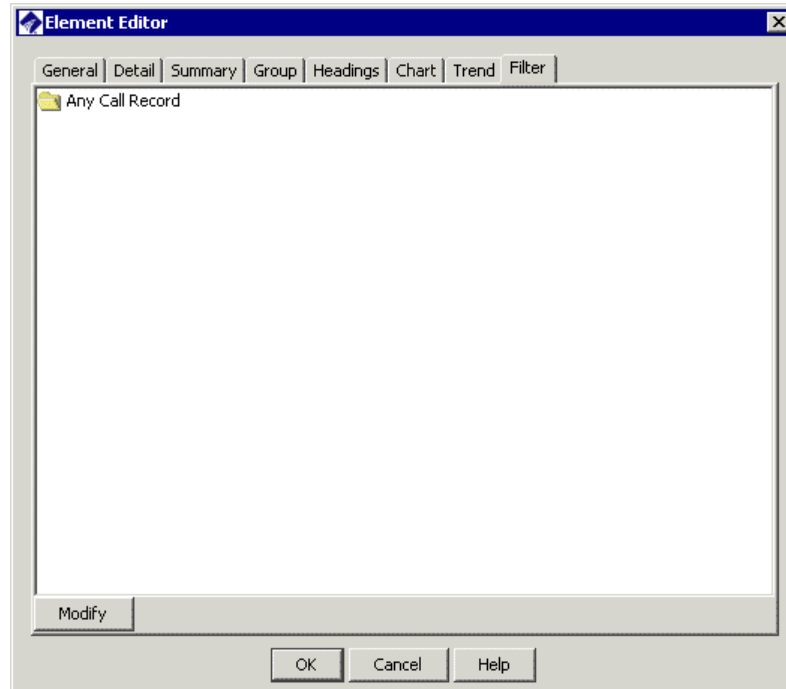 Element Editor
General Detail Summary Group Headings Chart Trend Filter
Any Call Record
Modify
OK Cancel Help